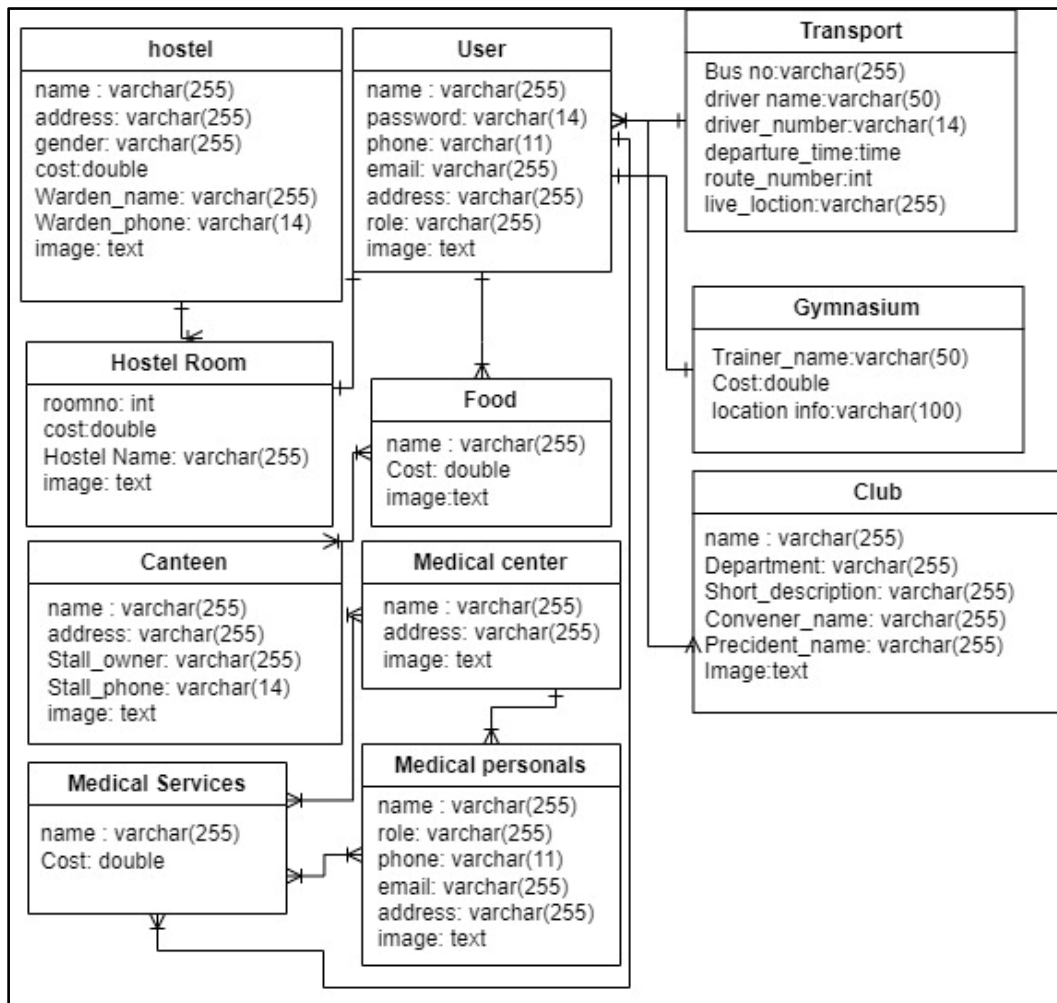 hostel
name : varchar(255)
address: varchar(255)
gender: varchar(255)
cost:double
Warden_name: varchar(255)
Warden_phone: varchar(14)
image: text
User
name : varchar(255)
password: varchar(14)
phone: varchar(11)
email: varchar(255)
address: varchar(255)
role: varchar(255)
image: text
Transport
Bus no:varchar(255)
driver name:varchar(50)
driver_number:varchar(14)
departure_time:time
route_number:int
live_loction:varchar(255)
Hostel Room
roomno: int
cost:double
Hostel Name: varchar(255)
image: text
Food
name : varchar(255)
Cost: double
image:text
Gymnasium
Trainer_name:varchar(50)
Cost:double
location info:varchar(100)
Club
name : varchar(255)
Department: varchar(255)
Short_description: varchar(255)
Convener_name: varchar(255)
Precident_name: varchar(255)
Image:text
Canteen
name : varchar(255)
address: varchar(255)
Stall_owner: varchar(255)
Stall_phone: varchar(14)
image: text
Medical center
name : varchar(255)
address: varchar(255)
image: text
Medical Services
name : varchar(255)
Cost: double
Medical personals
name : varchar(255)
role: varchar(255)
phone: varchar(11)
email: varchar(255)
address: varchar(255)
image: text